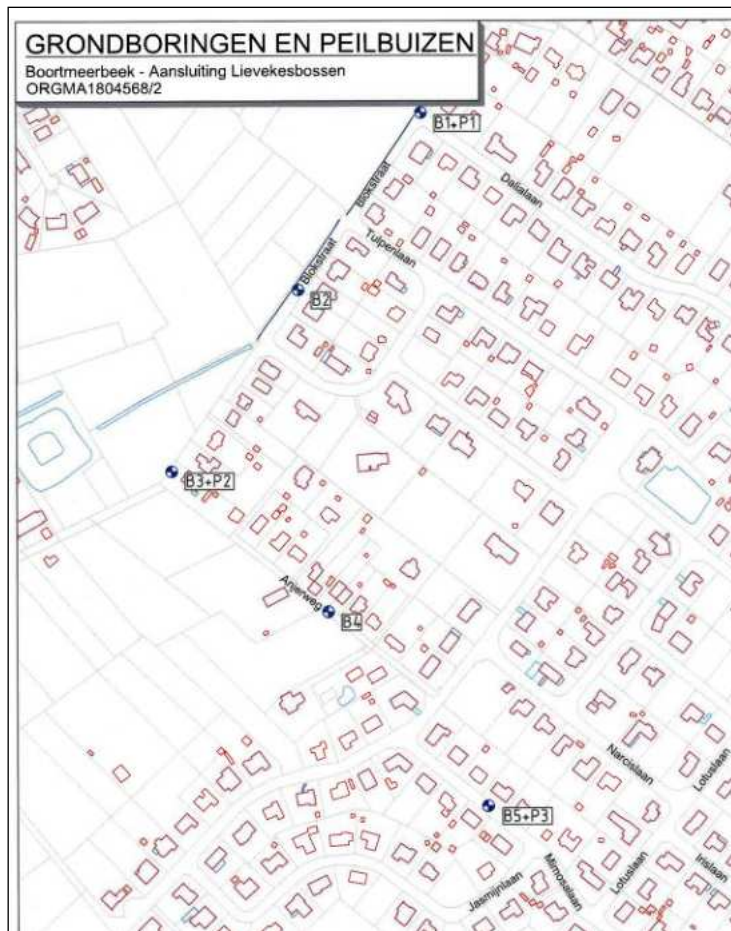 GRONDBORINGEN EN PEILBUIZEN
Boortmeerbeek - Aansluiting Lievekesbossen
ORGMA1804568/2
B1+P1
Blokstraat
Dalialaan
Tulpenlaan
Blokstraat
B2
B3+P2
Anjerweg
B4
Narcislaan
Lotuslaan
B5+P3
Jasmijnlaan
Mimosalaan
Lotuslaan
Irislaan